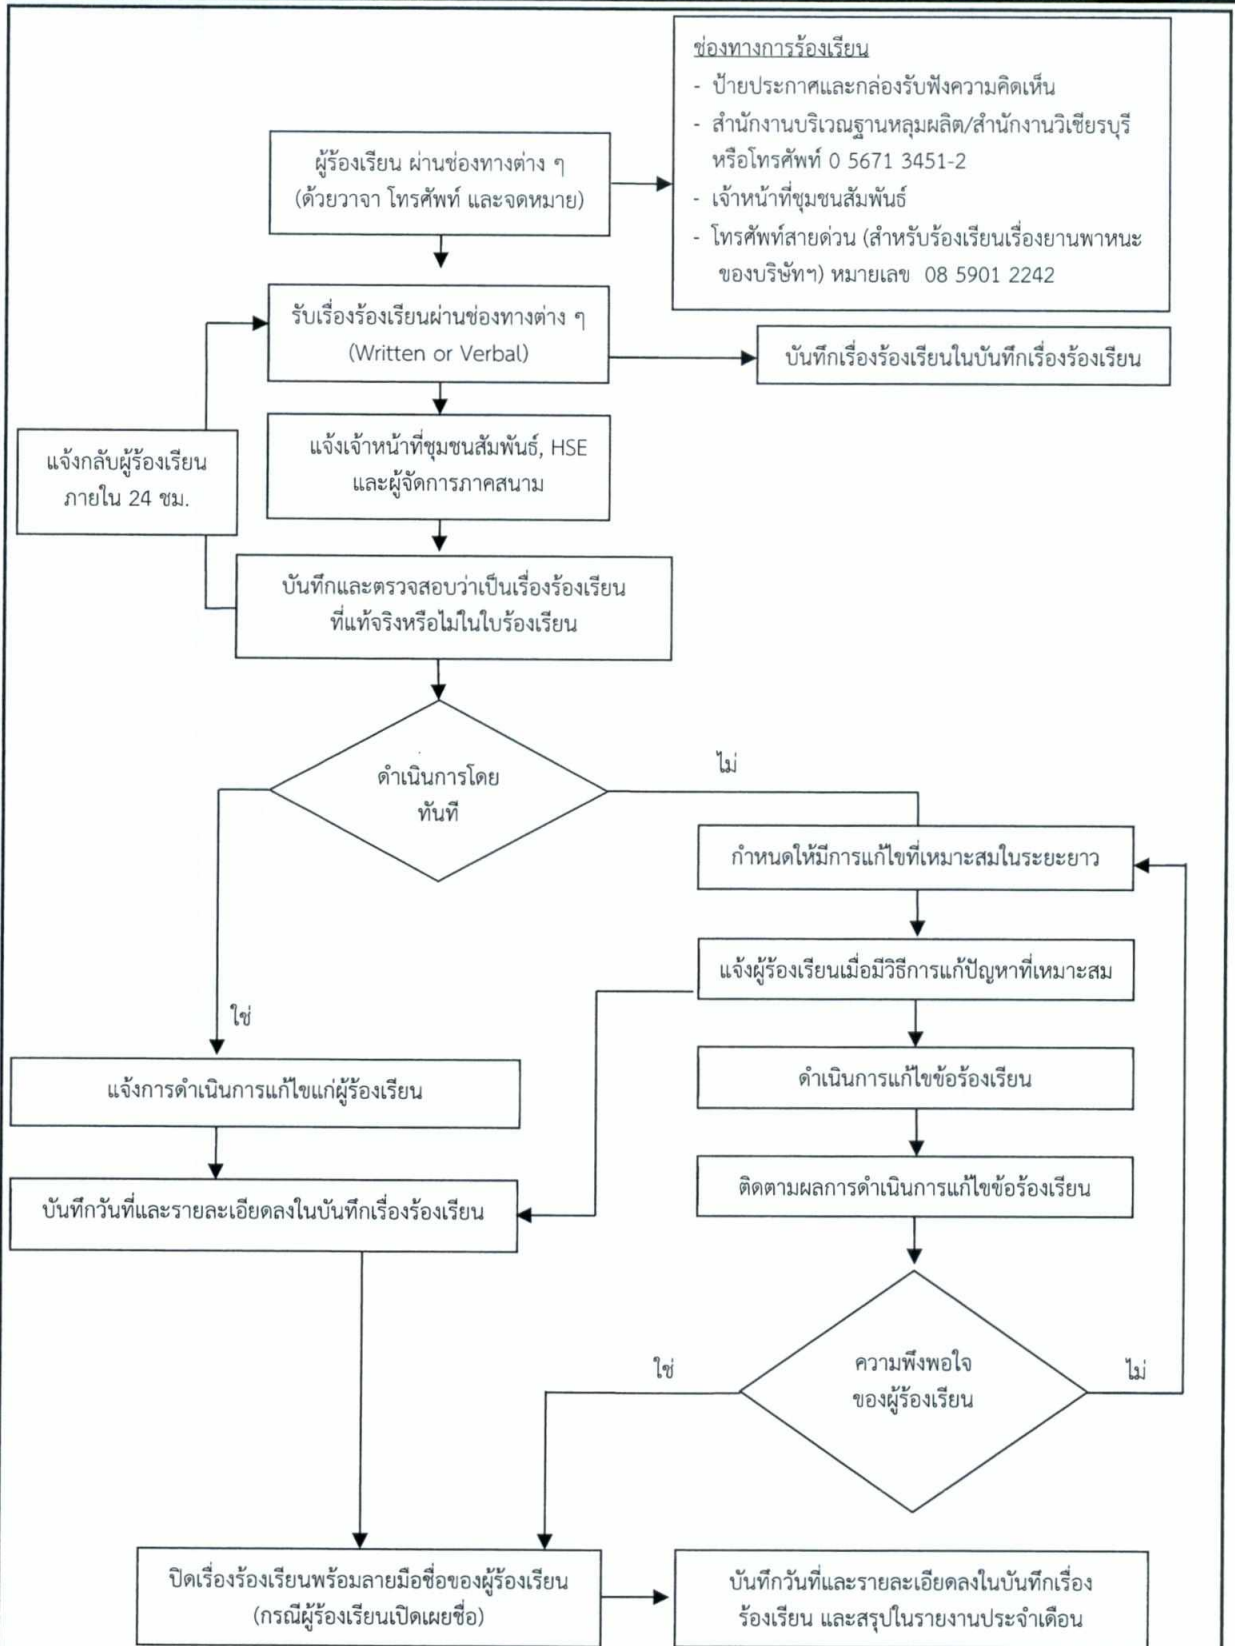 ช่องทางการร้องเรียน
- ป้ายประกาศและกล่องรับฟังความคิดเห็น
- สำนักงานบริเวณฐานหลุมผลิต/สำนักงานวิเชียรบุรี
หรือโทรศัพท์ 0 5671 3451-2
- เจ้าหน้าที่ชุมชนสัมพันธ์
- โทรศัพท์สายด่วน (สำหรับร้องเรียนเรื่องยานพาหนะ
ของบริษัทฯ) หมายเลข 08 5901 2242
ผู้ร้องเรียน ผ่านช่องทางต่าง ๆ
(ด้วยวาจา โทรศัพท์ และจดหมาย)
รับเรื่องร้องเรียนผ่านช่องทางต่าง ๆ
(Written or Verbal)
บันทึกเรื่องร้องเรียนในบันทึกเรื่องร้องเรียน
แจ้งเจ้าหน้าที่ชุมชนสัมพันธ์, HSE
และผู้จัดการภาคสนาม
แจ้งกลับผู้ร้องเรียน
ภายใน 24 ชม.
บันทึกและตรวจสอบว่าเป็นเรื่องร้องเรียน
ที่แท้จริงหรือไม่ในใบร้องเรียน
ดำเนินการโดย
ทันที
ไม่
กำหนดให้มีการแก้ไขที่เหมาะสมในระยะยาว
แจ้งผู้ร้องเรียนเมื่อมีวิธีการแก้ปัญหาที่เหมาะสม
ใช่
แจ้งการดำเนินการแก้ไขแก่ผู้ร้องเรียน
ดำเนินการแก้ไขข้อร้องเรียน
บันทึกวันที่และรายละเอียดลงในบันทึกเรื่องร้องเรียน
ติดตามผลการดำเนินการแก้ไขข้อร้องเรียน
ความพึงพอใจ
ของผู้ร้องเรียน
ใช่
ไม่
ปิดเรื่องร้องเรียนพร้อมลายมือชื่อของผู้ร้องเรียน
(กรณีผู้ร้องเรียนเปิดเผยชื่อ)
บันทึกวันที่และรายละเอียดลงในบันทึกเรื่อง
ร้องเรียน และสรุปในรายงานประจำเดือน